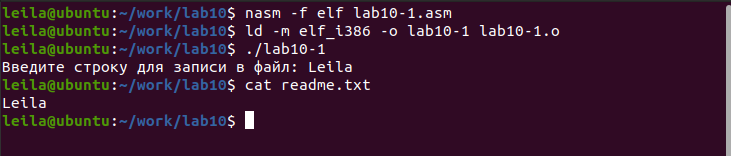 leila@ubuntu:~/work/lab10$ nasm -f elf lab10-1.asm
leila@ubuntu:~/work/lab10$ ld -m elf_i386 -o lab10-1 lab10-1.o
leila@ubuntu:~/work/lab10$ ./lab10-1
Введите строку для записи в файл: Leila
leila@ubuntu:~/work/lab10$ cat readme.txt
Leila
leila@ubuntu:~/work/lab10$